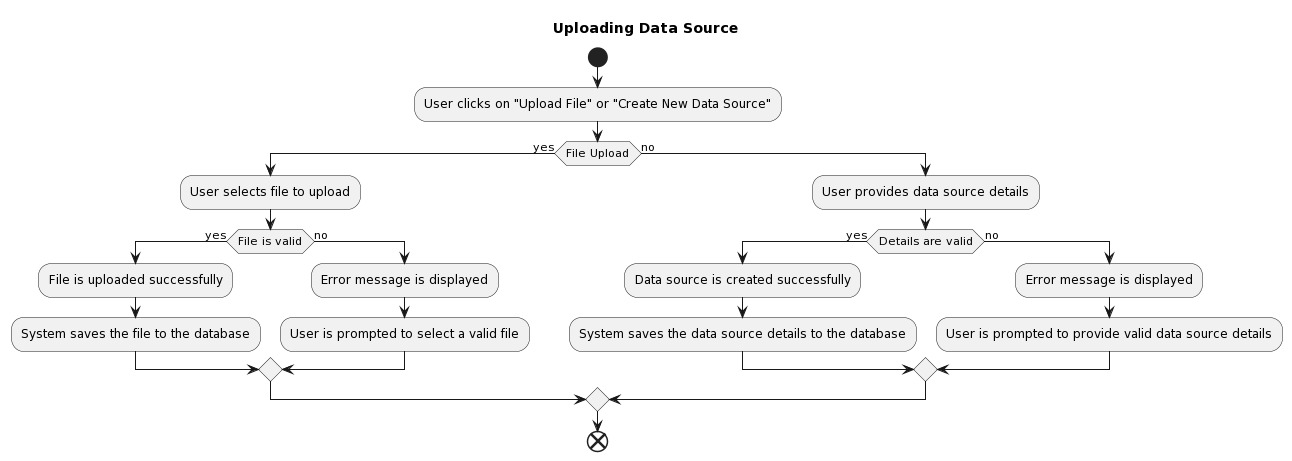 Uploading Data Source
User clicks on "Upload File" or "Create New Data Source"
yes
File Upload
no
User selects file to upload
User provides data source details
yes
File is valid
no
yes
Details are valid
no
File is uploaded successfully
Error message is displayed
Data source is created successfully
Error message is displayed
System saves the file to the database
User is prompted to select a valid file
System saves the data source details to the database
User is prompted to provide valid data source details